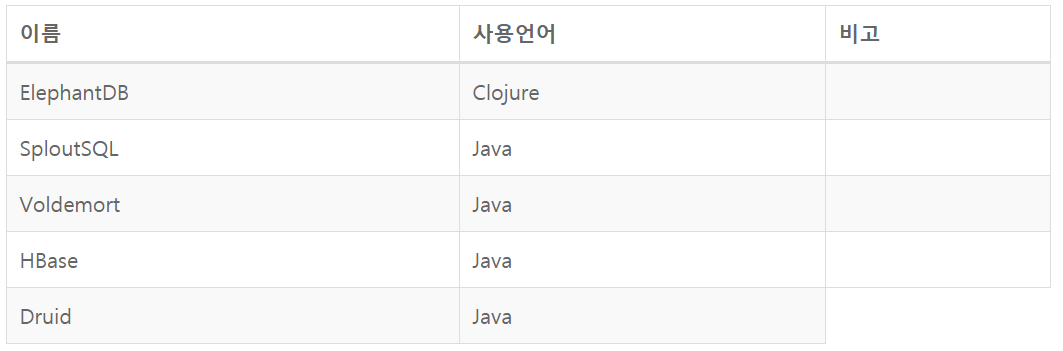 이름 사용언어 비고
ElephantDB Clojure
SploutSQL Java
Voldemort Java
HBase Java
Druid Java